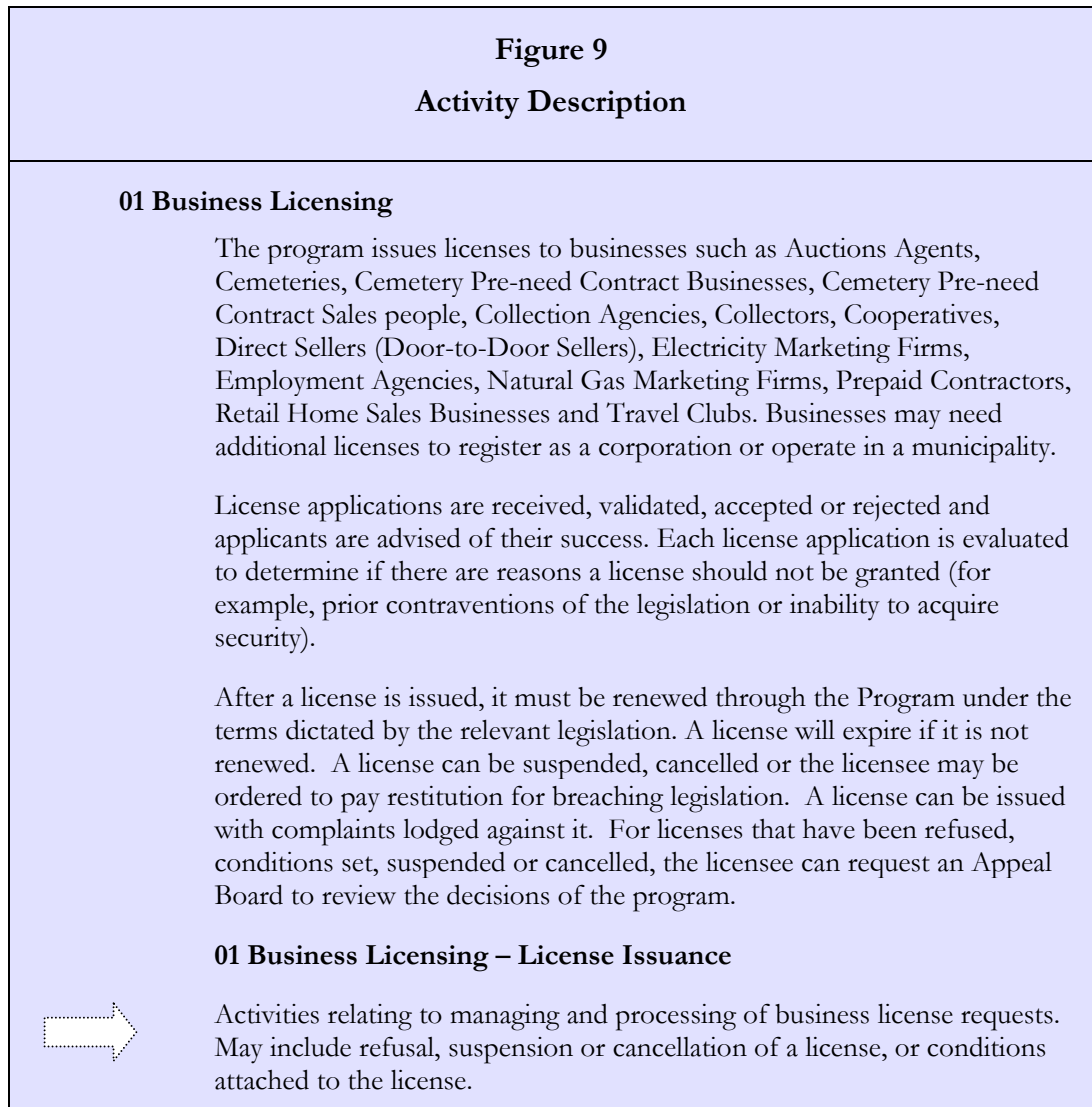 Figure 9
Activity Description
01 Business Licensing
The program issues licenses to businesses such as Auctions Agents,
Cemeteries, Cemetery Pre-need Contract Businesses, Cemetery Pre-need
Contract Sales people, Collection Agencies, Collectors, Cooperatives,
Direct Sellers (Door-to-Door Sellers), Electricity Marketing Firms,
Employment Agencies, Natural Gas Marketing Firms, Prepaid Contractors,
Retail Home Sales Businesses and Travel Clubs. Businesses may need
additional licenses to register as a corporation or operate in a municipality.
License applications are received, validated, accepted or rejected and
applicants are advised of their success. Each license application is evaluated
to determine if there are reasons a license should not be granted (for
example, prior contraventions of the legislation or inability to acquire
security).
After a license is issued, it must be renewed through the Program under the
terms dictated by the relevant legislation. A license will expire if it is not
renewed.  A license can be suspended, cancelled or the licensee may be
ordered to pay restitution for breaching legislation.  A license can be issued
with complaints lodged against it.  For licenses that have been refused,
conditions set, suspended or cancelled, the licensee can request an Appeal
Board to review the decisions of the program.
01 Business Licensing – License Issuance
Activities relating to managing and processing of business license requests.
May include refusal, suspension or cancellation of a license, or conditions
attached to the license.